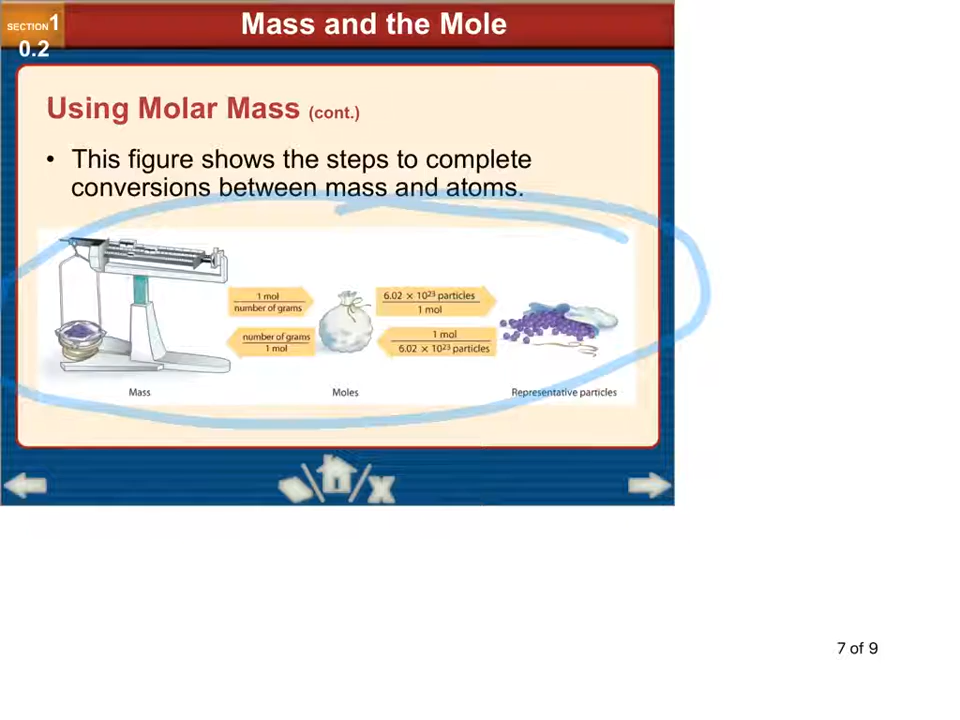 SECTION 1
0.2
Mass and the Mole
Using Molar Mass (cont.)
• This figure shows the steps to complete
conversions between mass and atoms.
1 mol
number of grams
6.02 × 10²³ particles
1 mol
number of grams
1 mol
1 mol
6.02 × 10²³ particles
Mass
Moles
Representative particles
7 of 9